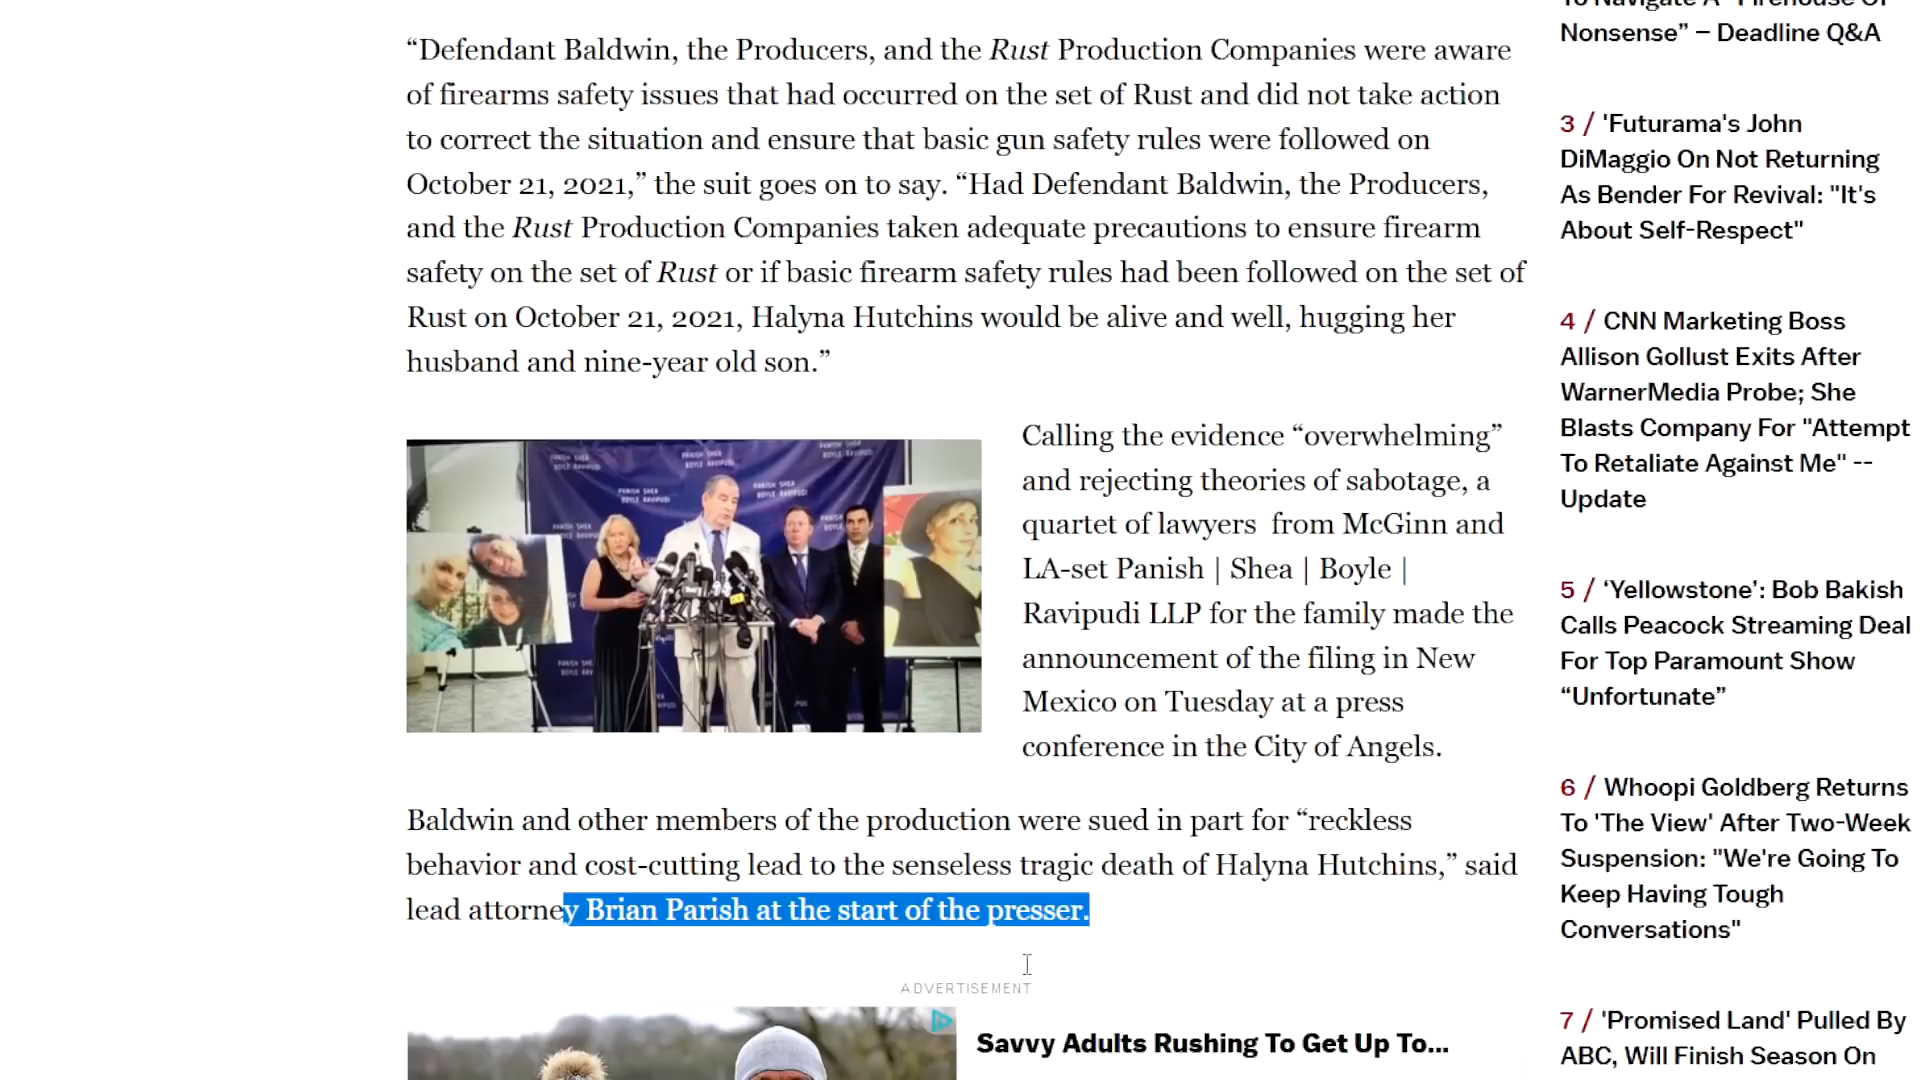 “Defendant Baldwin, the Producers, and the Rust Production Companies were aware
of firearms safety issues that had occurred on the set of Rust and did not take action
to correct the situation and ensure that basic gun safety rules were followed on
October 21, 2021,” the suit goes on to say. “Had Defendant Baldwin, the Producers,
and the Rust Production Companies taken adequate precautions to ensure firearm
safety on the set of Rust or if basic firearm safety rules had been followed on the set of
Rust on October 21, 2021, Halyna Hutchins would be alive and well, hugging her
husband and nine-year old son.”
PANISH SHEA
BOYLE RAVIPUDI
Calling the evidence “overwhelming”
and rejecting theories of sabotage, a
quartet of lawyers from McGinn and
LA-set Panish | Shea | Boyle |
Ravipudi LLP for the family made the
announcement of the filing in New
Mexico on Tuesday at a press
conference in the City of Angels.
Baldwin and other members of the production were sued in part for “reckless
behavior and cost-cutting lead to the senseless tragic death of Halyna Hutchins,” said
lead attorney Brian Parish at the start of the presser.
ADVERTISEMENT
Savvy Adults Rushing To Get Up To...
To Navigate A “Firehouse Of
Nonsense” – Deadline Q&A
3 / 'Futurama's John
DiMaggio On Not Returning
As Bender For Revival: "It's
About Self-Respect"
4 / CNN Marketing Boss
Allison Gollust Exits After
WarnerMedia Probe; She
Blasts Company For "Attempt
To Retaliate Against Me" --
Update
5 / ‘Yellowstone’: Bob Bakish
Calls Peacock Streaming Deal
For Top Paramount Show
“Unfortunate”
6 / Whoopi Goldberg Returns
To 'The View' After Two-Week
Suspension: "We're Going To
Keep Having Tough
Conversations"
7 / 'Promised Land' Pulled By
ABC, Will Finish Season On